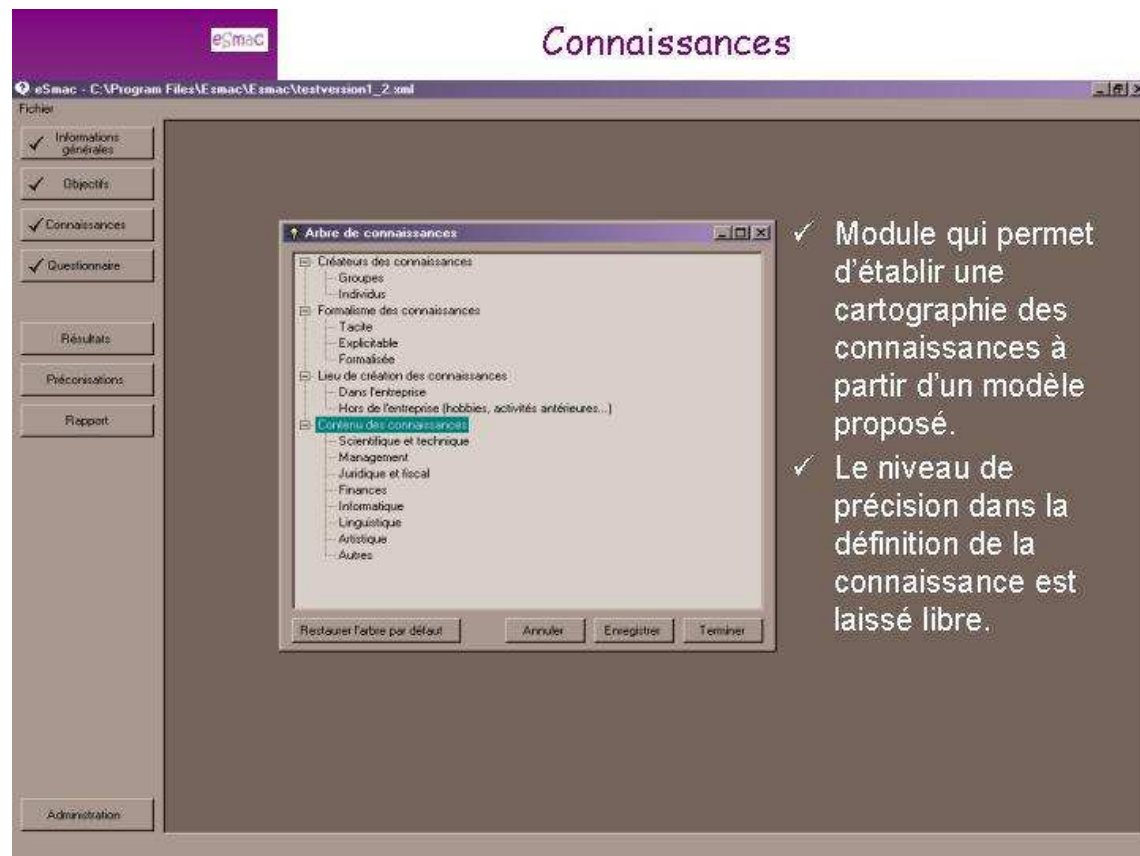 eSmac
Connaissances
eSmac - C:\Program Files\Esmac\Esmac\testversion1_2.xml
Fichier
Informations
générales
Objectifs
Connaissances
Questionnaire
Résultats
Préconisations
Rapport
Administration
Arbre de connaissances
Créateurs des connaissances
Groupes
Individus
Formalisme des connaissances
Tacite
Explicitable
Formalisée
Lieu de création des connaissances
Dans l'entreprise
Hors de l'entreprise (hobbies, activités antérieures...)
Contenu des connaissances
Scientifique et technique
Management
Juridique et fiscal
Finances
Informatique
Linguistique
Artistique
Autres
Restaurer l'arbre par défaut
Annuler
Enregistrer
Terminer
✓ Module qui permet
d'établir une
cartographie des
connaissances à
partir d'un modèle
proposé.
✓ Le niveau de
précision dans la
définition de la
connaissance est
laissé libre.